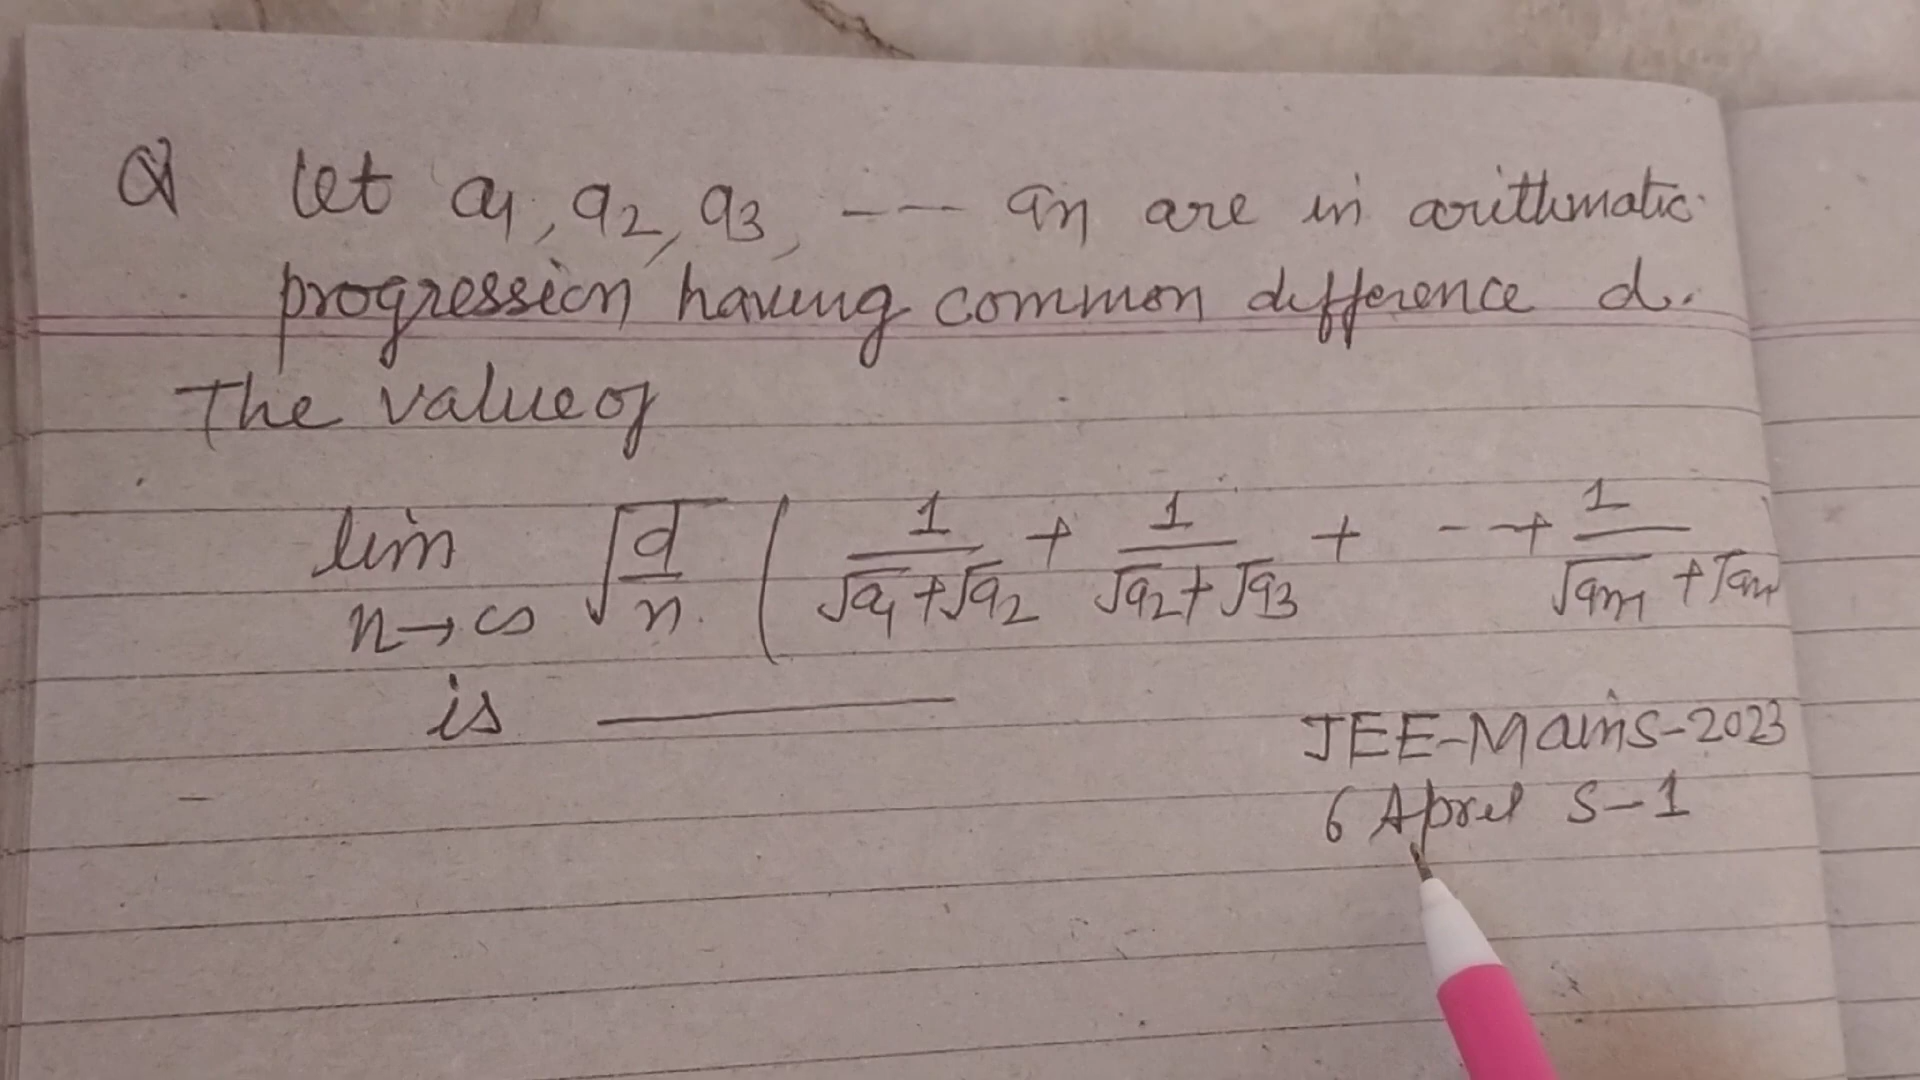 Q let a1, a2, a3, --- an are in arithmatic
progression having common difference d.
The value of
lim n→∞ √(d/n) ( 1/(√a1+√a2) + 1/(√a2+√a3) + --+ 1/(√an-1 + √an
is ______
JEE-Mains-2023
6 April S-1